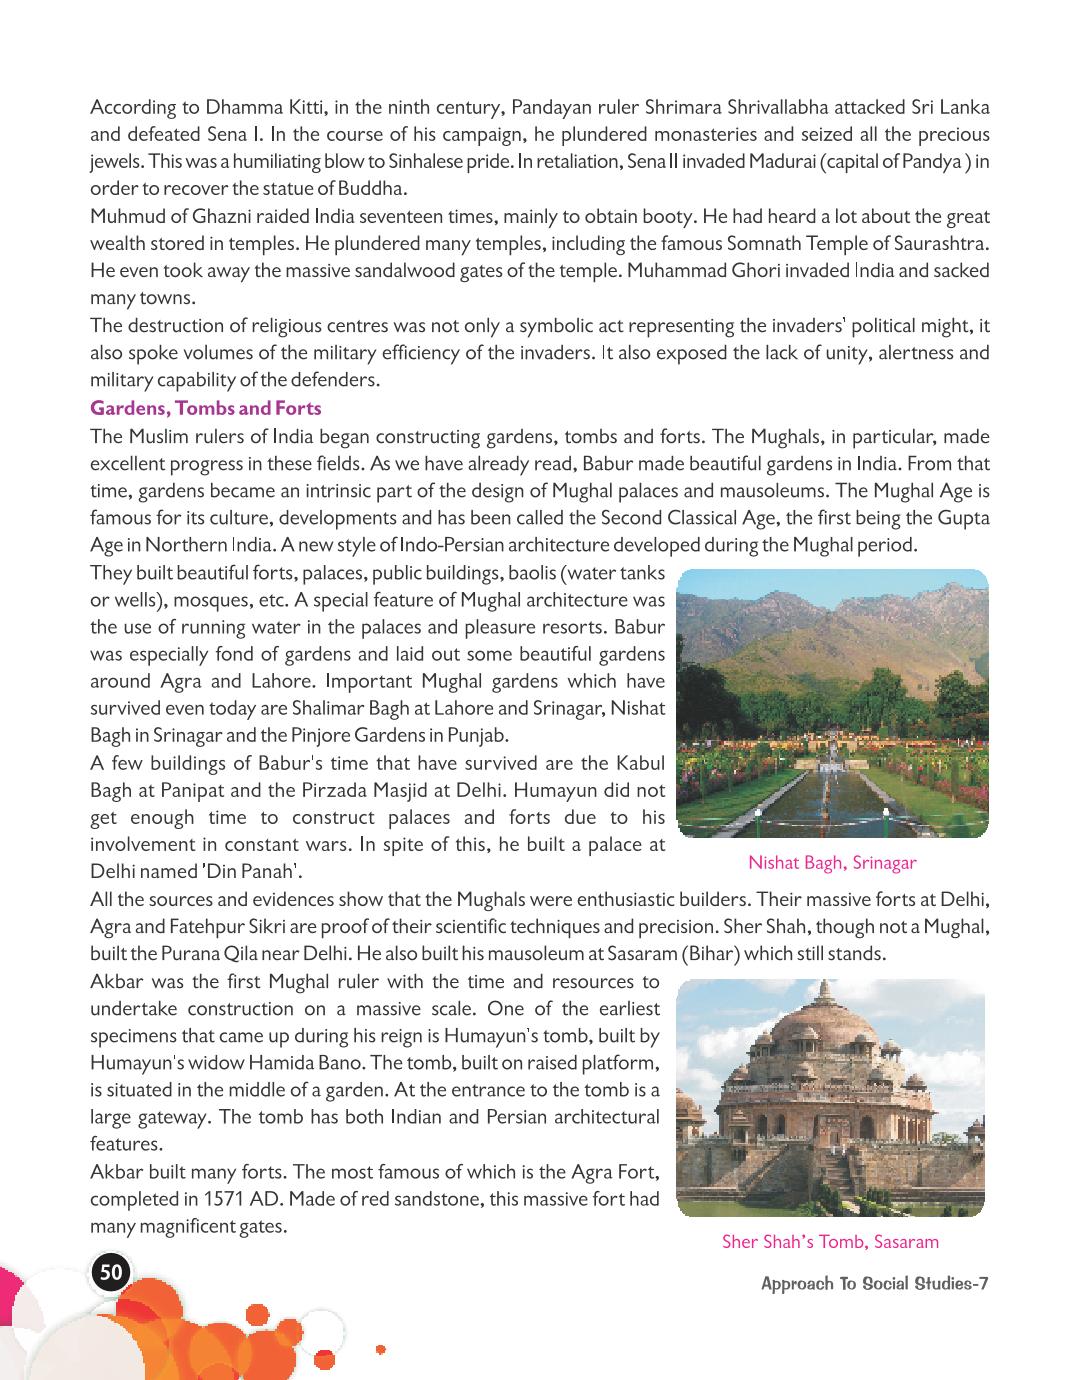 According to Dhamma Kitti, in the ninth century, Pandayan ruler Shrimara Shrivallabha attacked Sri Lanka
and defeated Sena I. In the course of his campaign, he plundered monasteries and seized all the precious
jewels. This was a humiliating blow to Sinhalese pride. In retaliation, Sena II invaded Madurai (capital of Pandya ) in
order to recover the statue of Buddha.
Muhmud of Ghazni raided India seventeen times, mainly to obtain booty. He had heard a lot about the great
wealth stored in temples. He plundered many temples, including the famous Somnath Temple of Saurashtra.
He even took away the massive sandalwood gates of the temple. Muhammad Ghori invaded India and sacked
many towns.
The destruction of religious centres was not only a symbolic act representing the invaders' political might, it
also spoke volumes of the military efficiency of the invaders. It also exposed the lack of unity, alertness and
military capability of the defenders.
Gardens, Tombs and Forts
The Muslim rulers of India began constructing gardens, tombs and forts. The Mughals, in particular, made
excellent progress in these fields. As we have already read, Babur made beautiful gardens in India. From that
time, gardens became an intrinsic part of the design of Mughal palaces and mausoleums. The Mughal Age is
famous for its culture, developments and has been called the Second Classical Age, the first being the Gupta
Age in Northern India. A new style of Indo-Persian architecture developed during the Mughal period.
They built beautiful forts, palaces, public buildings, baolis (water tanks
or wells), mosques, etc. A special feature of Mughal architecture was
the use of running water in the palaces and pleasure resorts. Babur
was especially fond of gardens and laid out some beautiful gardens
around Agra and Lahore. Important Mughal gardens which have
survived even today are Shalimar Bagh at Lahore and Srinagar, Nishat
Bagh in Srinagar and the Pinjore Gardens in Punjab.
A few buildings of Babur's time that have survived are the Kabul
Bagh at Panipat and the Pirzada Masjid at Delhi. Humayun did not
get enough time to construct palaces and forts due to his
involvement in constant wars. In spite of this, he built a palace at
Delhi named 'Din Panah'.
Nishat Bagh, Srinagar
All the sources and evidences show that the Mughals were enthusiastic builders. Their massive forts at Delhi,
Agra and Fatehpur Sikri are proof of their scientific techniques and precision. Sher Shah, though not a Mughal,
built the Purana Qila near Delhi. He also built his mausoleum at Sasaram (Bihar) which still stands.
Akbar was the first Mughal ruler with the time and resources to
undertake construction on a massive scale. One of the earliest
specimens that came up during his reign is Humayun's tomb, built by
Humayun's widow Hamida Bano. The tomb, built on raised platform,
is situated in the middle of a garden. At the entrance to the tomb is a
large gateway. The tomb has both Indian and Persian architectural
features.
Akbar built many forts. The most famous of which is the Agra Fort,
completed in 1571 AD. Made of red sandstone, this massive fort had
many magnificent gates.
Sher Shah's Tomb, Sasaram
50
Approach To Social Studies-7